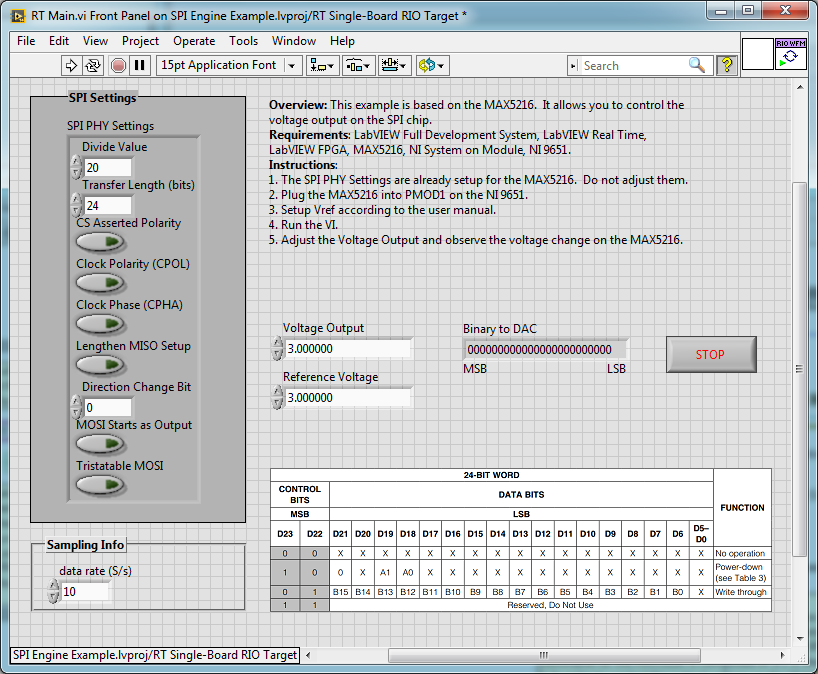 RT Main.vi Front Panel on SPI Engine Example.lvproj/RT Single-Board RIO Target *
File Edit View Project Operate Tools Window Help
15pt Application Font
Search
?
RIO WFM
SPI Settings
SPI PHY Settings
Divide Value
20
Transfer Length (bits)
24
CS Asserted Polarity
Clock Polarity (CPOL)
Clock Phase (CPHA)
Lengthen MISO Setup
Direction Change Bit
0
MOSI Starts as Output
Tristatable MOSI
Sampling Info
data rate (S/s)
10
Overview: This example is based on the MAX5216. It allows you to control the
voltage output on the SPI chip.
Requirements: LabVIEW Full Development System, LabVIEW Real Time,
LabVIEW FPGA, MAX5216, NI System on Module, NI 9651.
Instructions:
1. The SPI PHY Settings are already setup for the MAX5216. Do not adjust them.
2. Plug the MAX5216 into PMOD1 on the NI 9651.
3. Setup Vref according to the user manual.
4. Run the VI.
5. Adjust the Voltage Output and observe the voltage change on the MAX5216.
Voltage Output
3.000000
Reference Voltage
3.000000
Binary to DAC
000000000000000000000000
MSB LSB
STOP
24-BIT WORD
CONTROL
BITS
DATA BITS
FUNCTION
MSB LSB
D23 D22 D21 D20 D19 D18 D17 D16 D15 D14 D13 D12 D11 D10 D9 D8 D7 D6 D5–
D0
0 0 X X X X X X X X X X X X X X X X X No operation
1 0 0 X A1 A0 X X X X X X X X X X X X X Power-down
(see Table 3)
0 1 B15 B14 B13 B12 B11 B10 B9 B8 B7 B6 B5 B4 B3 B2 B1 B0 X Write through
1 1 Reserved, Do Not Use
SPI Engine Example.lvproj/RT Single-Board RIO Target